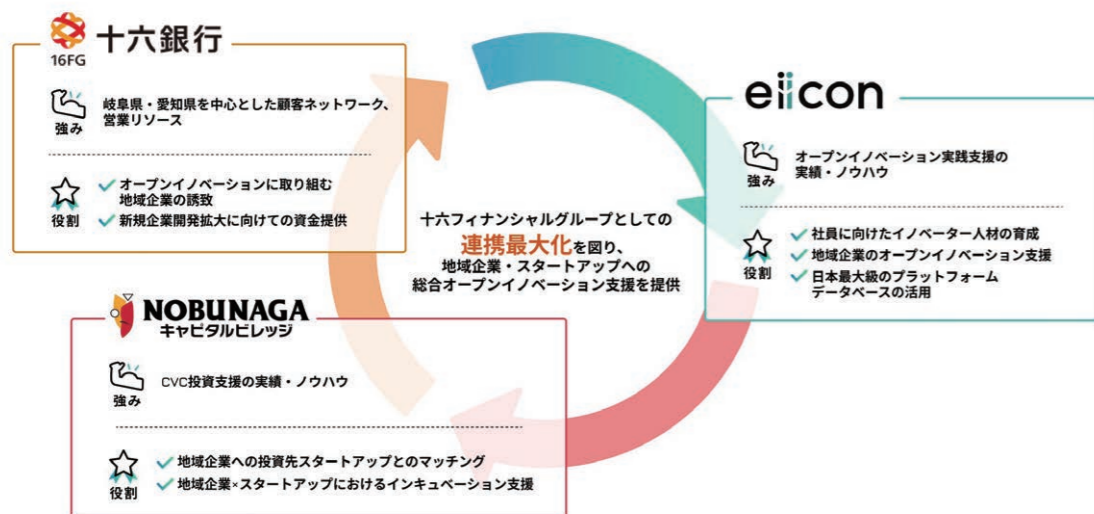 十六銀行
16FG
強み
岐阜県・愛知県を中心とした顧客ネットワーク、
営業リソース
役割
オープンイノベーションに取り組む
地域企業の誘致
新規企業開発拡大に向けての資金提供
eiicon
強み
オープンイノベーション実践支援の
実績・ノウハウ
役割
社員に向けたイノベーター人材の育成
地域企業のオープンイノベーション支援
日本最大級のプラットフォーム
データベースの活用
十六フィナンシャルグループとしての
連携最大化を図り、
地域企業・スタートアップへの
総合オープンイノベーション支援を提供
NOBUNAGA
キャピタルビレッジ
強み
CVC投資支援の実績・ノウハウ
役割
地域企業への投資先スタートアップとのマッチング
地域企業×スタートアップにおけるインキュベーション支援